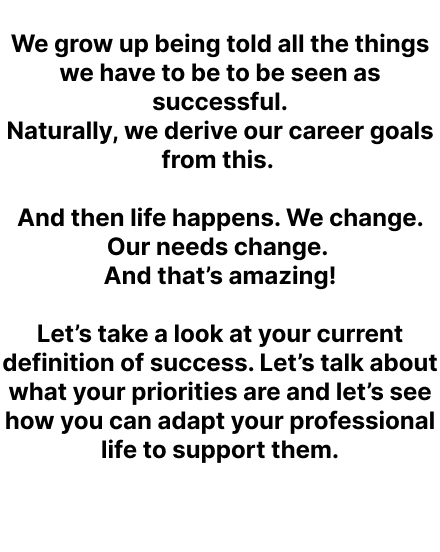 We grow up being told all the things
we have to be to be seen as
successful.
Naturally, we derive our career goals
from this.
And then life happens. We change.
Our needs change.
And that’s amazing!
Let’s take a look at your current
definition of success. Let’s talk about
what your priorities are and let’s see
how you can adapt your professional
life to support them.